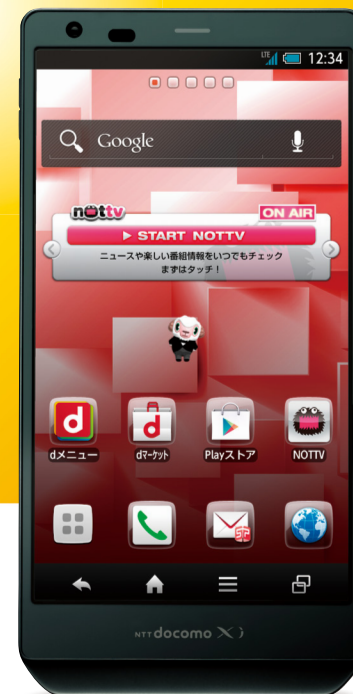 LTE 12:34
Google
nottv
ON AIR
START NOTTV
ニュースや楽しい番組情報をいつでもチェック
まずはタッチ！
d
d
dメニュー
dマーケット
Playストア
NOTTV
SP
NTT docomo Xi